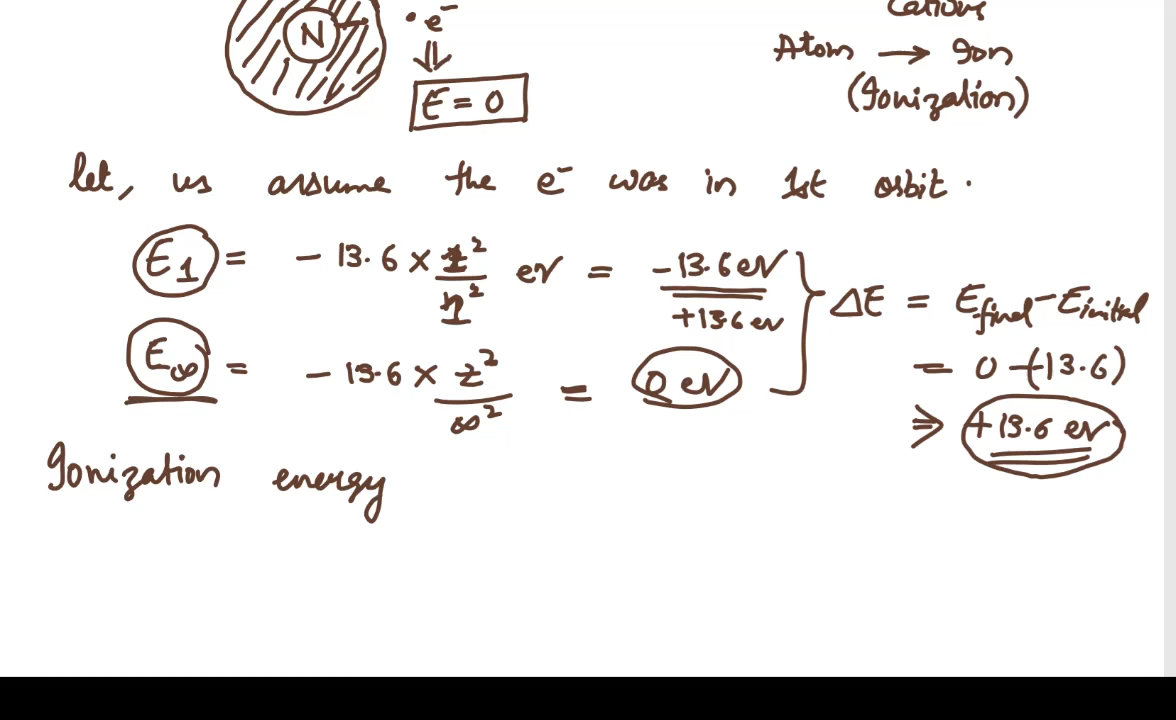 Cations
N • e⁻
Atom → Ion
E = 0
(Ionization)
let, us assume the e⁻ was in 1st orbit.
E₁ = - 13.6 × 1² / 1² ev = -13.6 ev
+13.6 ev
ΔE = Efinal - Einitial
E∞ = - 13.6 × z² / ∞² = 0 ev
= 0 - (-13.6)
⇒ +13.6 ev
Ionization energy